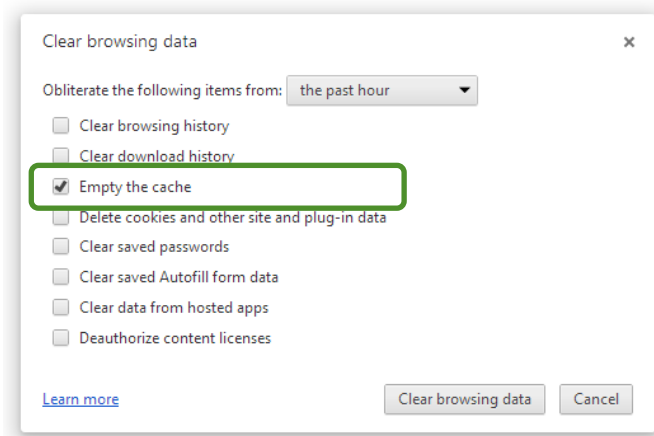 Clear browsing data
Obliterate the following items from: the past hour
Clear browsing history
Clear download history
Empty the cache
Delete cookies and other site and plug-in data
Clear saved passwords
Clear saved Autofill form data
Clear data from hosted apps
Deauthorize content licenses
Learn more Clear browsing data Cancel